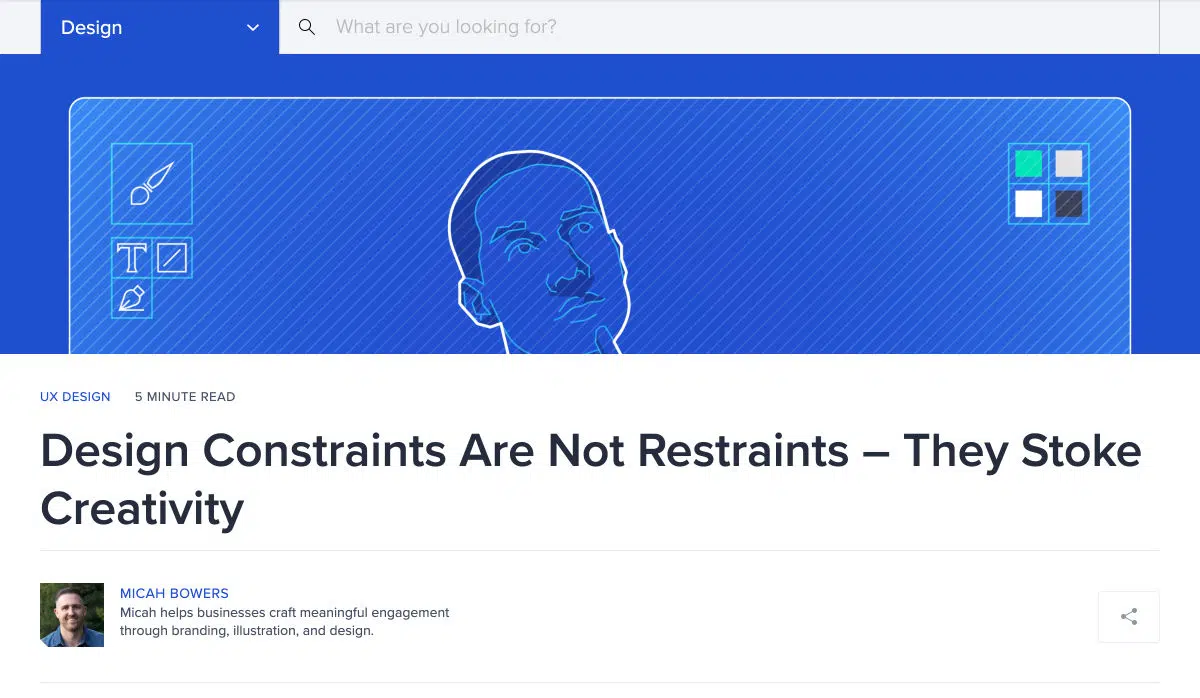 Design
What are you looking for?
T
UX DESIGN 5 MINUTE READ
Design Constraints Are Not Restraints – They Stoke
Creativity
MICAH BOWERS
Micah helps businesses craft meaningful engagement
through branding, illustration, and design.